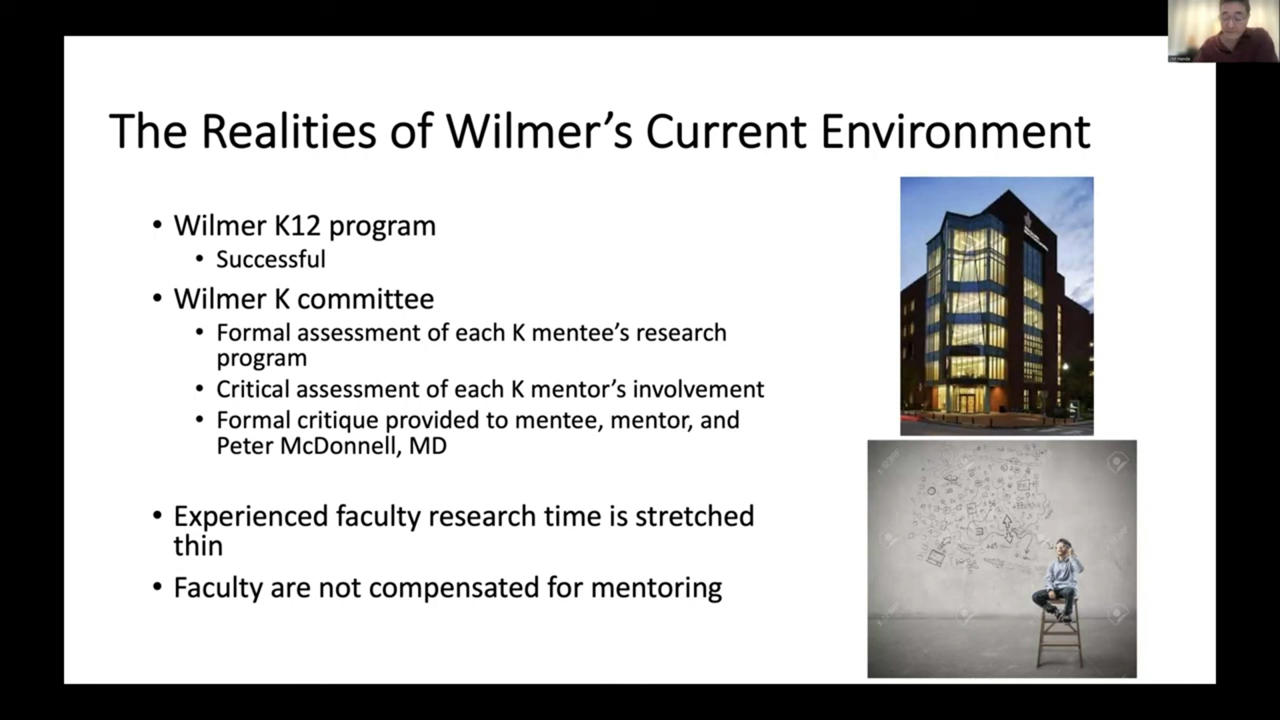 The Realities of Wilmer’s Current Environment
• Wilmer K12 program
• Successful
• Wilmer K committee
• Formal assessment of each K mentee’s research
program
• Critical assessment of each K mentor’s involvement
• Formal critique provided to mentee, mentor, and
Peter McDonnell, MD
• Experienced faculty research time is stretched
thin
• Faculty are not compensated for mentoring